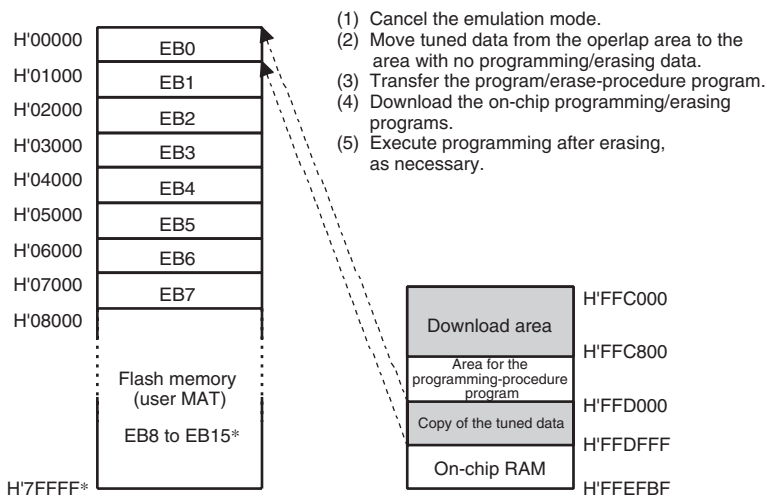 (1) Cancel the emulation mode.
(2) Move tuned data from the operlap area to the
area with no programming/erasing data.
(3) Transfer the program/erase-procedure program.
(4) Download the on-chip programming/erasing
programs.
(5) Execute programming after erasing,
as necessary.
H'00000
EB0
H'01000
EB1
H'02000
EB2
H'03000
EB3
H'04000
EB4
H'05000
EB5
H'06000
EB6
H'07000
EB7
H'08000
Flash memory
(user MAT)
EB8 to EB15*
H'7FFFF*
H'FFC000
Download area
H'FFC800
Area for the
programming-procedure
program
H'FFD000
Copy of the tuned data
H'FFDFFF
On-chip RAM
H'FFEFBF